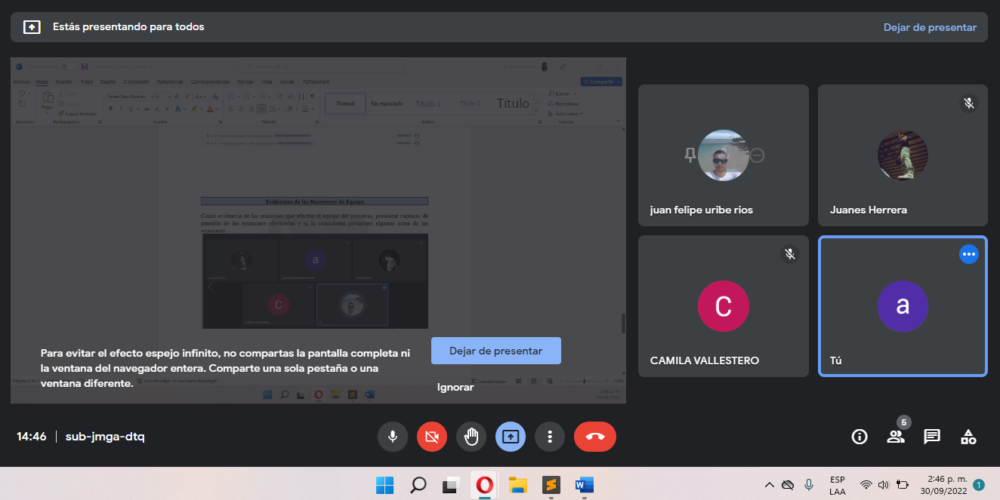 Estás presentando para todos
Dejar de presentar
Archivo Inicio Insertar Diseño Disposición Referencias Correspondencia Revisar Vista Ayuda PDFelement
Compartir
Times New Roman
Pegar
Copiar formato
Normal
Sin espaciado
Título 1
Título 2
Título
Buscar
Reemplazar
Seleccionar
Portapapeles
Fuente
Párrafo
Estilos
Edición
Evidencias de las Reuniones de Equipo
Como evidencia de las reuniones que efectúa el equipo del proyecto, presentar capturas de
pantalla de las reuniones efectuadas y si lo consideran pertinente algunas actas de las
reuniones.
a
C
Para evitar el efecto espejo infinito, no compartas la pantalla completa ni
la ventana del navegador entera. Comparte una sola pestaña o una
ventana diferente.
Dejar de presentar
Ignorar
juan felipe uribe rios
Juanes Herrera
C
CAMILA VALLESTERO
a
Tú
14:46 | sub-jmga-dtq
5
ESP
LAA
2:46 p. m.
30/09/2022
1